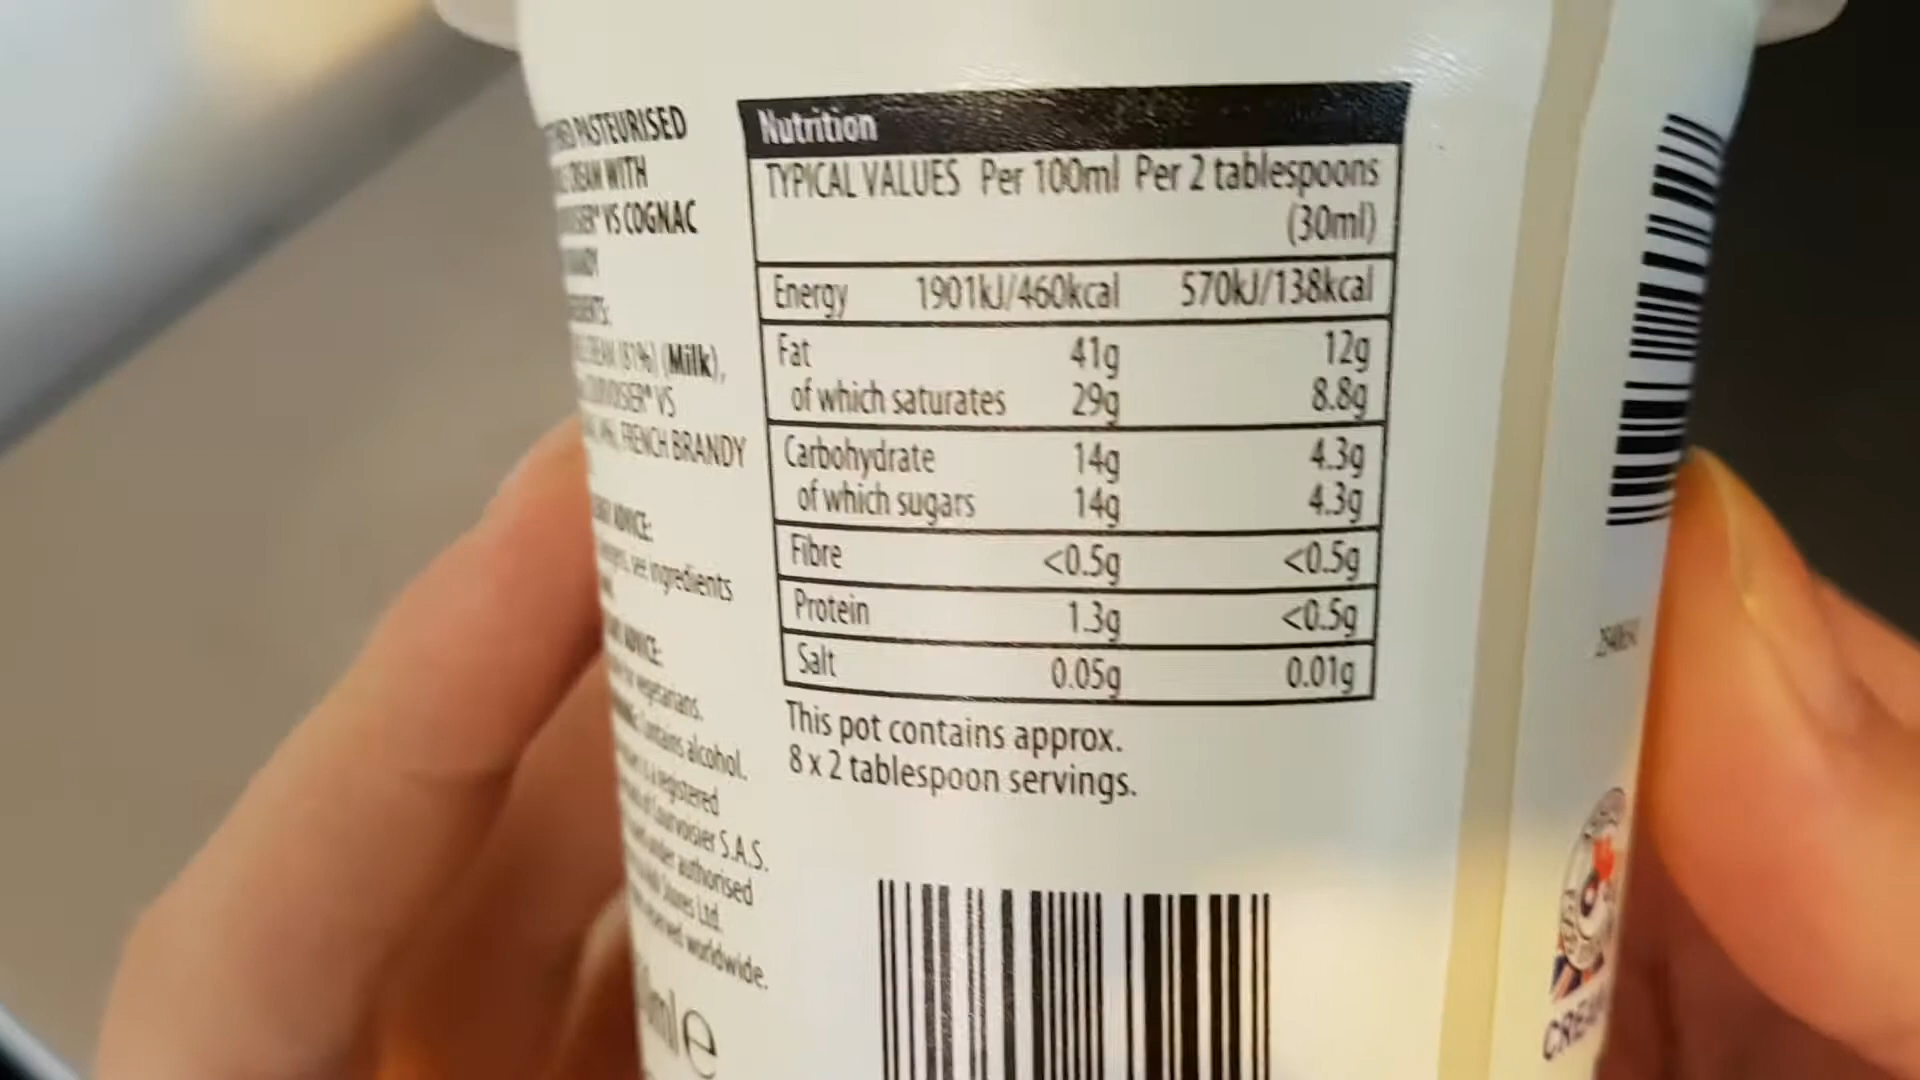 PASTEURISED
CREAM WITH
VS COGNAC
(81%) (Milk),
VS
FRENCH BRANDY
ADVICE:
see ingredients
ADVICE:
vegetarians.
Contains alcohol.
is a registered
Courvoisier S.A.S.
under authorised
Stores Ltd.
worldwide.
ml e
Nutrition
TYPICAL VALUES Per 100ml Per 2 tablespoons
(30ml)
Energy 1901kJ/460kcal 570kJ/138kcal
Fat 41g 12g
of which saturates 29g 8.8g
Carbohydrate 14g 4.3g
of which sugars 14g 4.3g
Fibre <0.5g <0.5g
Protein 1.3g <0.5g
Salt 0.05g 0.01g
This pot contains approx.
8 x 2 tablespoon servings.